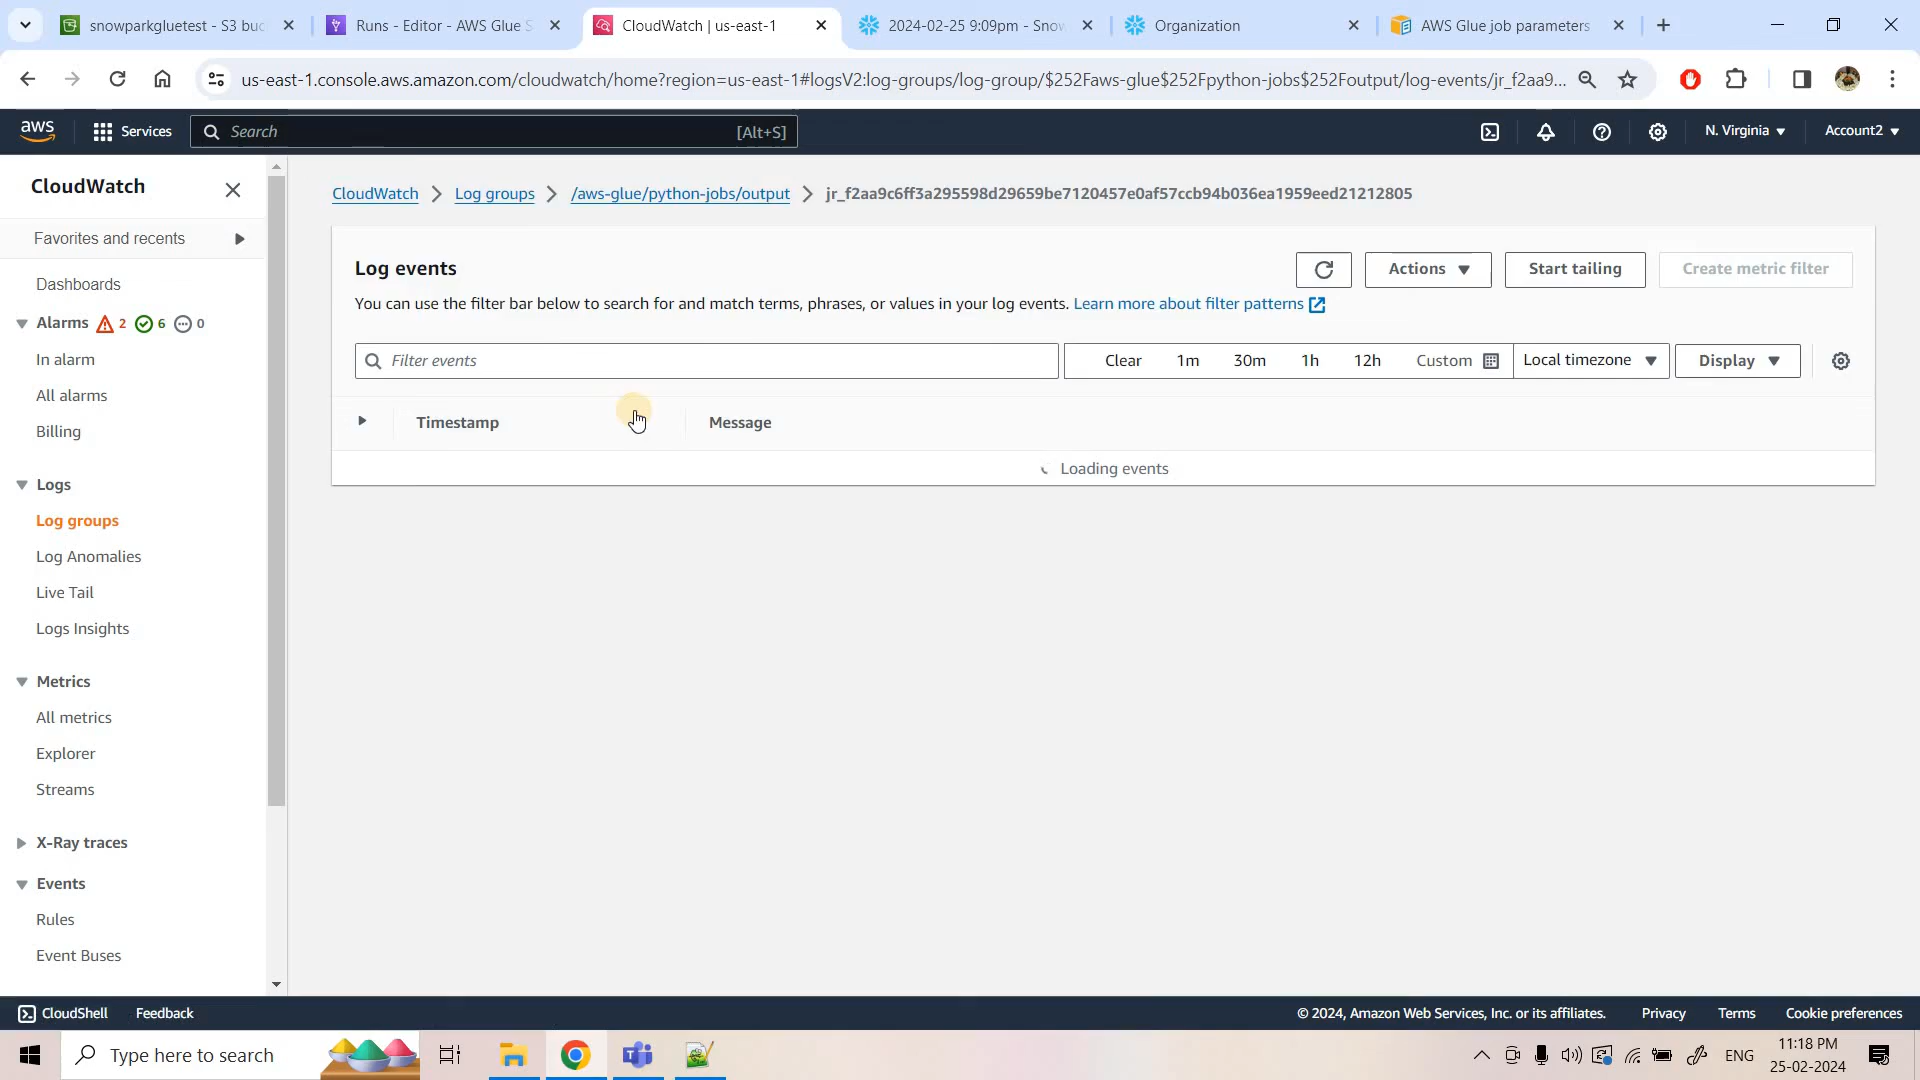 snowparkgluetest - S3 buc
Runs - Editor - AWS Glue S
CloudWatch | us-east-1
2024-02-25 9:09pm - Snow
Organization
AWS Glue job parameters
us-east-1.console.aws.amazon.com/cloudwatch/home?region=us-east-1#logsV2:log-groups/log-group/$252Faws-glue$252Fpython-jobs$252Foutput/log-events/jr_f2aa9...
aws
Services
Search
[Alt+S]
N. Virginia
Account2
CloudWatch
Favorites and recents
Dashboards
Alarms 2 6 0
In alarm
All alarms
Billing
Logs
Log groups
Log Anomalies
Live Tail
Logs Insights
Metrics
All metrics
Explorer
Streams
X-Ray traces
Events
Rules
Event Buses
CloudWatch
Log groups
/aws-glue/python-jobs/output
jr_f2aa9c6ff3a295598d29659be7120457e0af57ccb94b036ea1959eed21212805
Log events
Actions
Start tailing
Create metric filter
You can use the filter bar below to search for and match terms, phrases, or values in your log events. Learn more about filter patterns
Filter events
Clear
1m
30m
1h
12h
Custom
Local timezone
Display
Timestamp
Message
Loading events
CloudShell
Feedback
© 2024, Amazon Web Services, Inc. or its affiliates.
Privacy
Terms
Cookie preferences
Type here to search
ENG
11:18 PM
25-02-2024